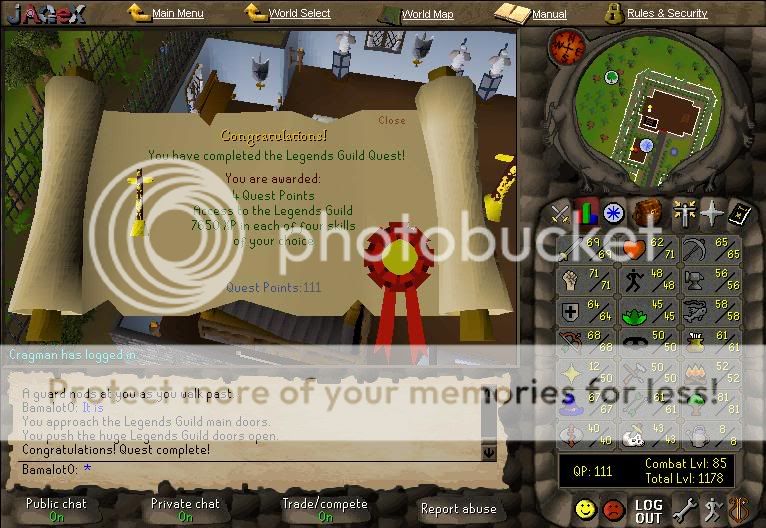 JAGEX
Main Menu
World Select
World Map
Manual
Rules & Security
Close
Congratulations!
You have completed the Legends Guild Quest!
You are awarded:
4 Quest Points
Access to the Legends Guild
7650 XP in each of four skills
of your choice
Quest Points:111
photobucket
Protect more of your memories for less!
Cragman has logged in.
A guard nods at you as you walk past.
Bamalot0: It is
You approach the Legends Guild main doors.
You push the huge Legends Guild doors open.
Congratulations! Quest complete!
Bamalot0: *
69 69 62 71 65 65
71 71 48 48 56 56
64 64 45 45 58 58
68 68 50 50 61
12 50 50 52 52
67 61 81 81
40 40 43 43 8 8
QP: 111
Combat Lvl: 85
Total Lvl: 1178
Public chat
On
Private chat
On
Trade/compete
On
Report abuse
LOG
OUT